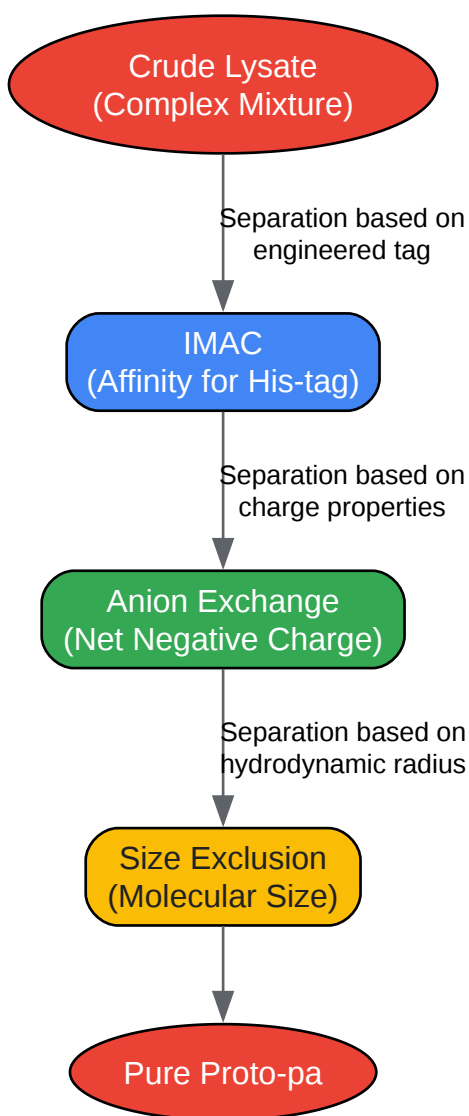 Crude Lysate
(Complex Mixture)
Separation based on
engineered tag
IMAC
(Affinity for His-tag)
Separation based on
charge properties
Anion Exchange
(Net Negative Charge)
Separation based on
hydrodynamic radius
Size Exclusion
(Molecular Size)
Pure Proto-pa